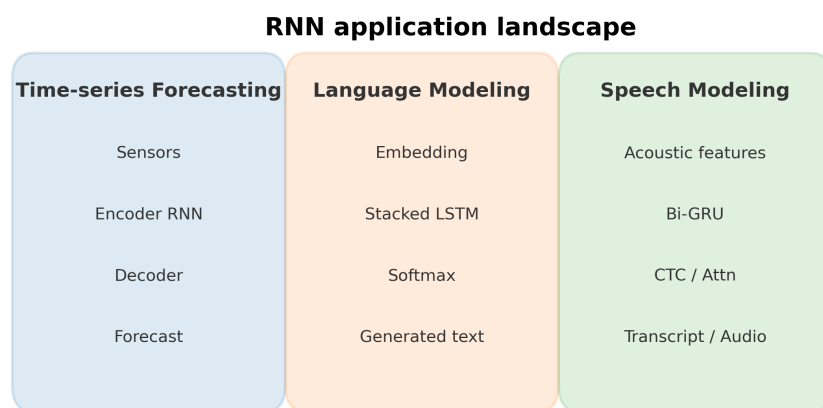 RNN application landscape
Time-series Forecasting
Sensors
Encoder RNN
Decoder
Forecast
Language Modeling
Embedding
Stacked LSTM
Softmax
Generated text
Speech Modeling
Acoustic features
Bi-GRU
CTC / Attn
Transcript / Audio